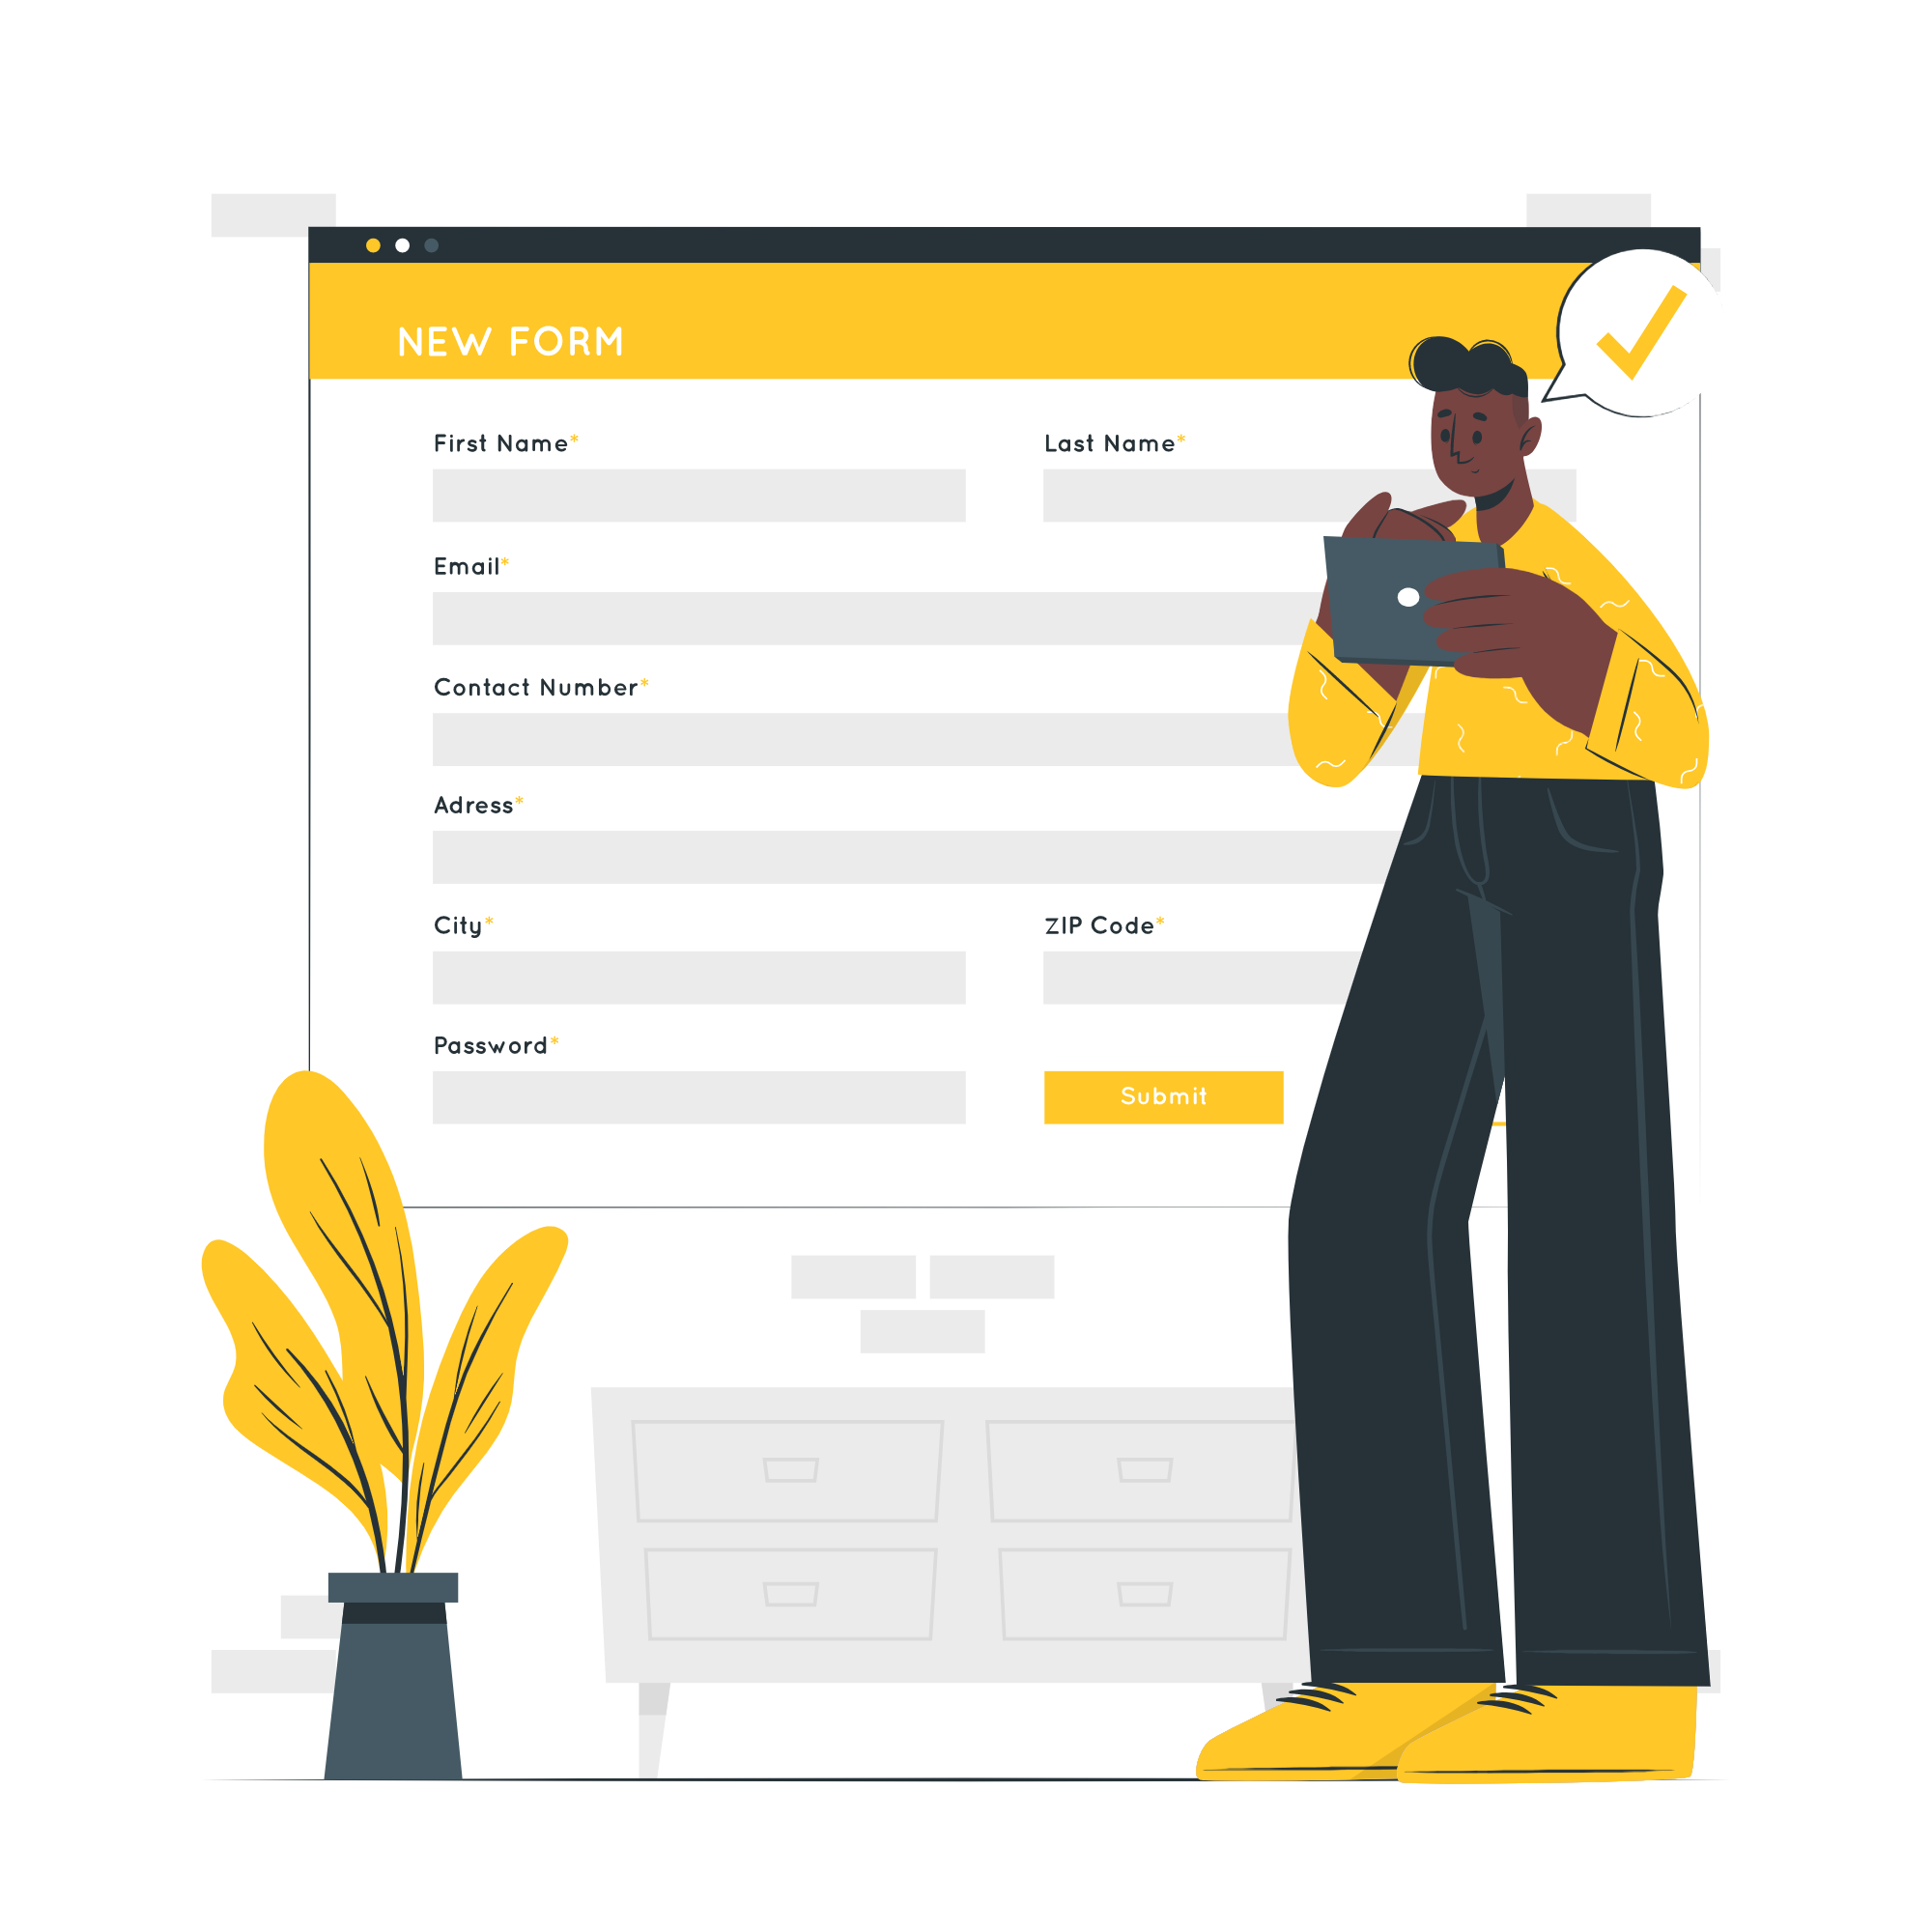 NEW FORM
First Name* Last Name*
Email*
Contact Number*
Adress*
City* ZIP Code*
Password*
Submit